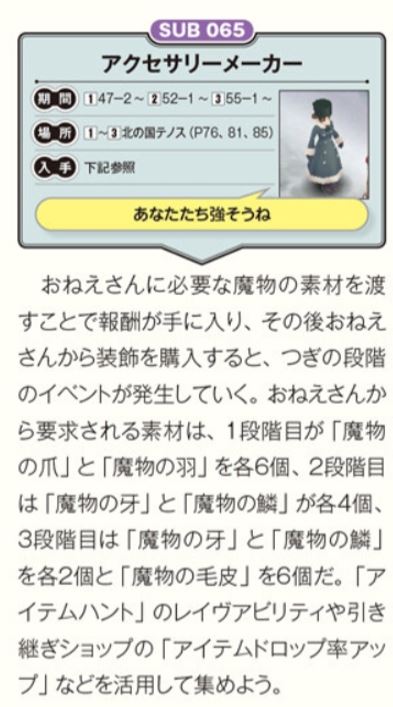 SUB 065
アクセサリーメーカー
期間 1 47−2〜 2 52−1〜 3 55−1〜
場所 1〜3 北の国テノス(P76、81、85)
入手 下記参照
あなたたち強そうね
おねえさんに必要な魔物の素材を渡
すことで報酬が手に入り、その後おねえ
さんから装飾を購入すると、つぎの段階
のイベントが発生していく。おねえさんか
ら要求される素材は、1段階目が「魔物
の爪」と「魔物の羽」を各6個、2段階目
は「魔物の牙」と「魔物の鱗」が各4個、
3段階目は「魔物の牙」と「魔物の鱗」
を各2個と「魔物の毛皮」を6個だ。「ア
イテムハント」のレイヴアビリティや引き
継ぎショップの「アイテムドロップ率アッ
プ」などを活用して集めよう。